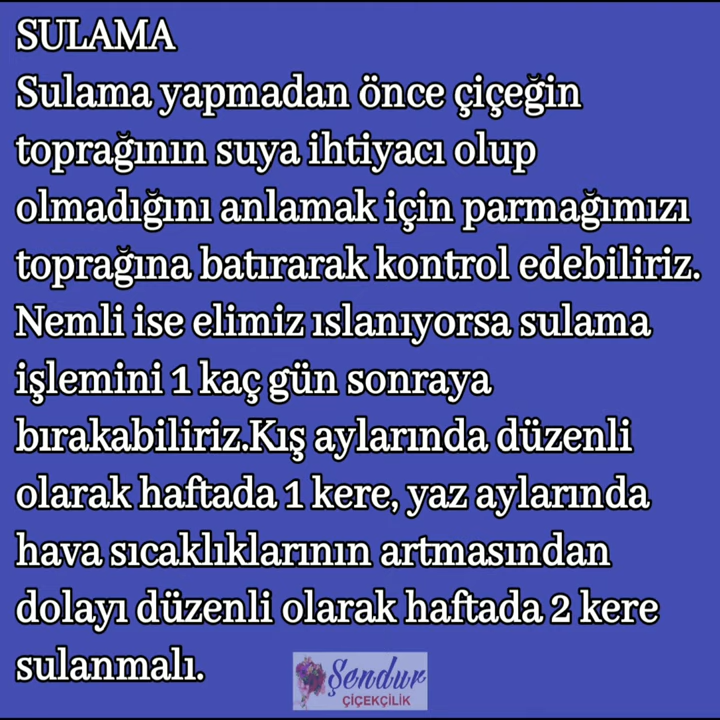 SULAMA
Sulama yapmadan önce çiçeğin
toprağının suya ihtiyacı olup
olmadığını anlamak için parmağımızı
toprağına batırarak kontrol edebiliriz.
Nemli ise elimiz ıslanıyorsa sulama
işlemini 1 kaç gün sonraya
bırakabiliriz.Kış aylarında düzenli
olarak haftada 1 kere, yaz aylarında
hava sıcaklıklarının artmasından
dolayı düzenli olarak haftada 2 kere
sulanmalı.
Şendur
ÇİÇEKÇİLİK